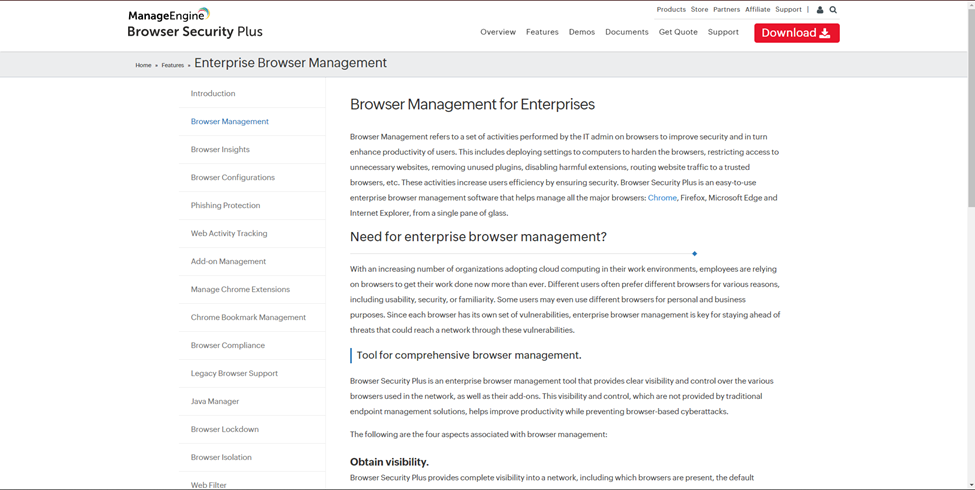 Products Store Partners Affiliate Support |
ManageEngine
Browser Security Plus
Overview Features Demos Documents Get Quote Support Download
Home » Features » Enterprise Browser Management
Introduction
Browser Management
Browser Insights
Browser Configurations
Phishing Protection
Web Activity Tracking
Add-on Management
Manage Chrome Extensions
Chrome Bookmark Management
Browser Compliance
Legacy Browser Support
Java Manager
Browser Lockdown
Browser Isolation
Web Filter
Browser Management for Enterprises
Browser Management refers to a set of activities performed by the IT admin on browsers to improve security and in turn
enhance productivity of users. This includes deploying settings to computers to harden the browsers, restricting access to
unnecessary websites, removing unused plugins, disabling harmful extensions, routing website traffic to a trusted
browsers, etc. These activities increase users efficiency by ensuring security. Browser Security Plus is an easy-to-use
enterprise browser management software that helps manage all the major browsers: Chrome, Firefox, Microsoft Edge and
Internet Explorer, from a single pane of glass.
Need for enterprise browser management?
With an increasing number of organizations adopting cloud computing in their work environments, employees are relying
on browsers to get their work done now more than ever. Different users often prefer different browsers for various reasons,
including usability, security, or familiarity. Some users may even use different browsers for personal and business
purposes. Since each browser has its own set of vulnerabilities, enterprise browser management is key for staying ahead of
threats that could reach a network through these vulnerabilities.
Tool for comprehensive browser management.
Browser Security Plus is an enterprise browser management tool that provides clear visibility and control over the various
browsers used in the network, as well as their add-ons. This visibility and control, which are not provided by traditional
endpoint management solutions, helps improve productivity while preventing browser-based cyberattacks.
The following are the four aspects associated with browser management:
Obtain visibility.
Browser Security Plus provides complete visibility into a network, including which browsers are present, the default